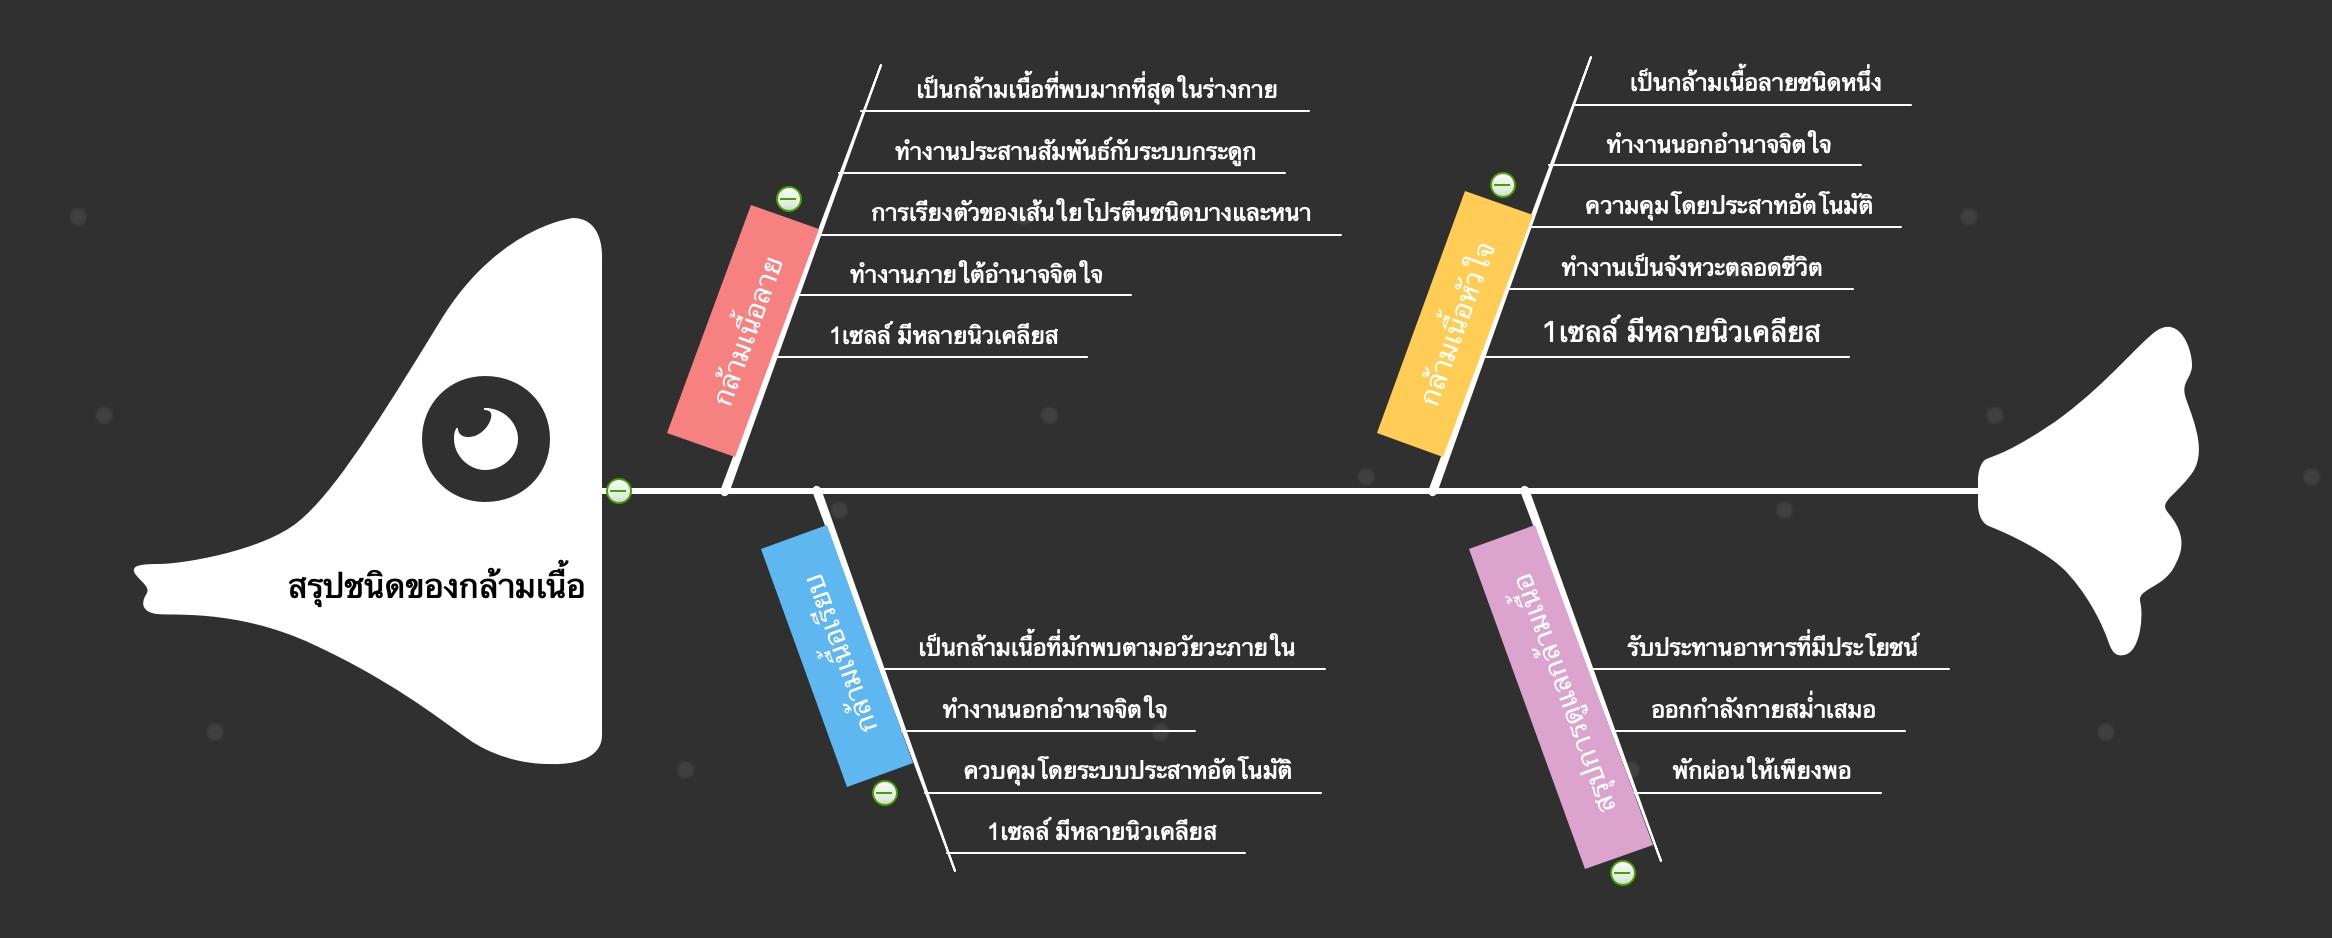 สรุปชนิดของกล้ามเนื้อ
กล้ามเนื้อลาย
เป็นกล้ามเนื้อที่พบมากที่สุดในร่างกาย
ทำงานประสานสัมพันธ์กับระบบกระดูก
การเรียงตัวของเส้นใยโปรตีนชนิดบางและหนา
ทำงานภายใต้อำนาจจิตใจ
1เซลล์ มีหลายนิวเคลียส
กล้ามเนื้อหัวใจ
เป็นกล้ามเนื้อลายชนิดหนึ่ง
ทำงานนอกอำนาจจิตใจ
ความคุมโดยประสาทอัตโนมัติ
ทำงานเป็นจังหวะตลอดชีวิต
1เซลล์ มีหลายนิวเคลียส
กล้ามเนื้อเรียบ
เป็นกล้ามเนื้อที่มักพบตามอวัยวะภายใน
ทำงานนอกอำนาจจิตใจ
ควบคุมโดยระบบประสาทอัตโนมัติ
1เซลล์ มีหลายนิวเคลียส
สรุปการดูแลกล้ามเนื้อ
รับประทานอาหารที่มีประโยชน์
ออกกำลังกายสม่ำเสมอ
พักผ่อนให้เพียงพอ